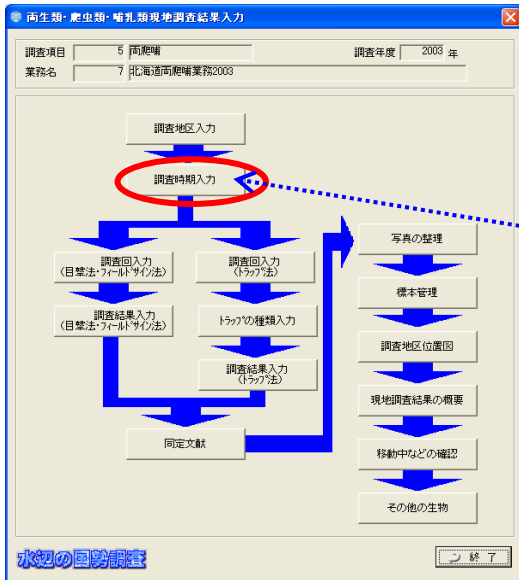 両生類・爬虫類・哺乳類現地調査結果入力
調査項目 5 両爬哺 調査年度 2003 年
業務名 7 北海道両爬哺業務2003
調査地区入力
調査時期入力
調査回入力
(目撃法・フィールドサイン法)
調査結果入力
(目撃法・フィールドサイン法)
調査回入力
(トラップ法)
トラップの種類入力
調査結果入力
(トラップ法)
同定文献
写真の整理
標本管理
調査地区位置図
現地調査結果の概要
移動中などの確認
その他の生物
水辺の国勢調査
終了